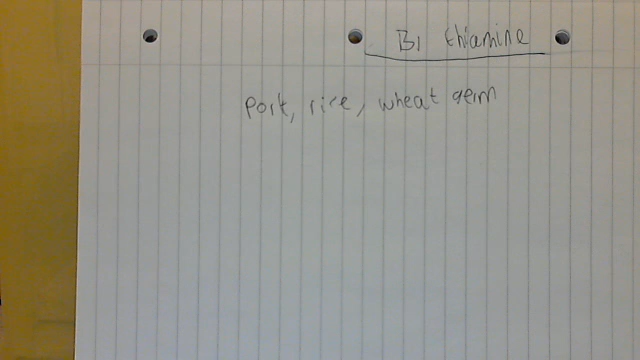 B1 thiamine
Pork, rice, wheat germ